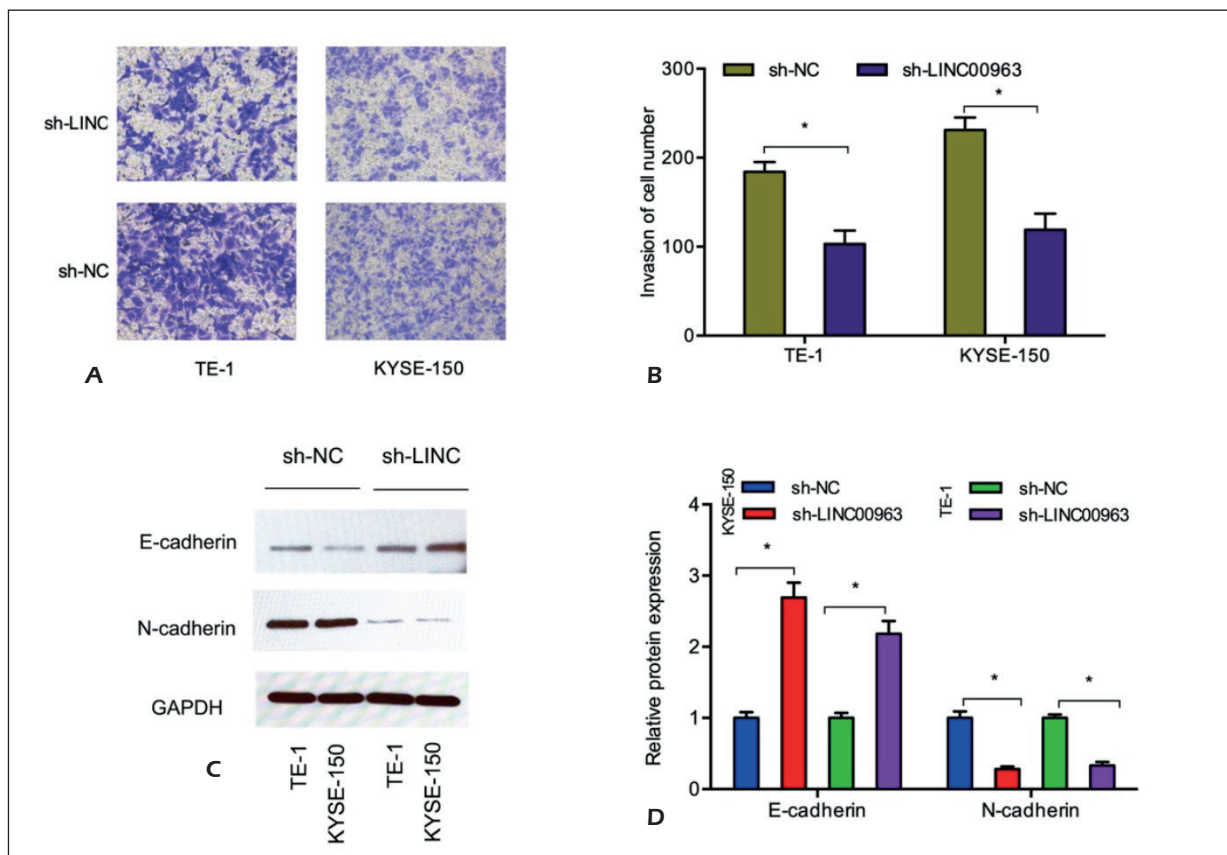 sh-LINC
sh-NC
TE-1 KYSE-150
A
sh-NC sh-LINC00963
300
200
100
0
Invasion of cell number
* *
TE-1 KYSE-150
B
sh-NC sh-LINC
E-cadherin
N-cadherin
GAPDH
TE-1
KYSE-150
TE-1
KYSE-150
C
KYSE-150
sh-NC
sh-LINC00963
TE-1
sh-NC
sh-LINC00963
4
3
2
1
0
Relative protein expression
* * * *
E-cadherin N-cadherin
D